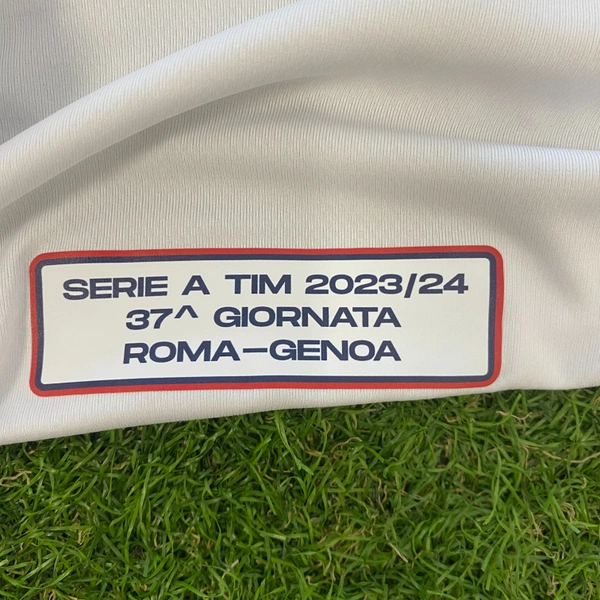 SERIE A TIM 2023/24
37^ GIORNATA
ROMA–GENOA